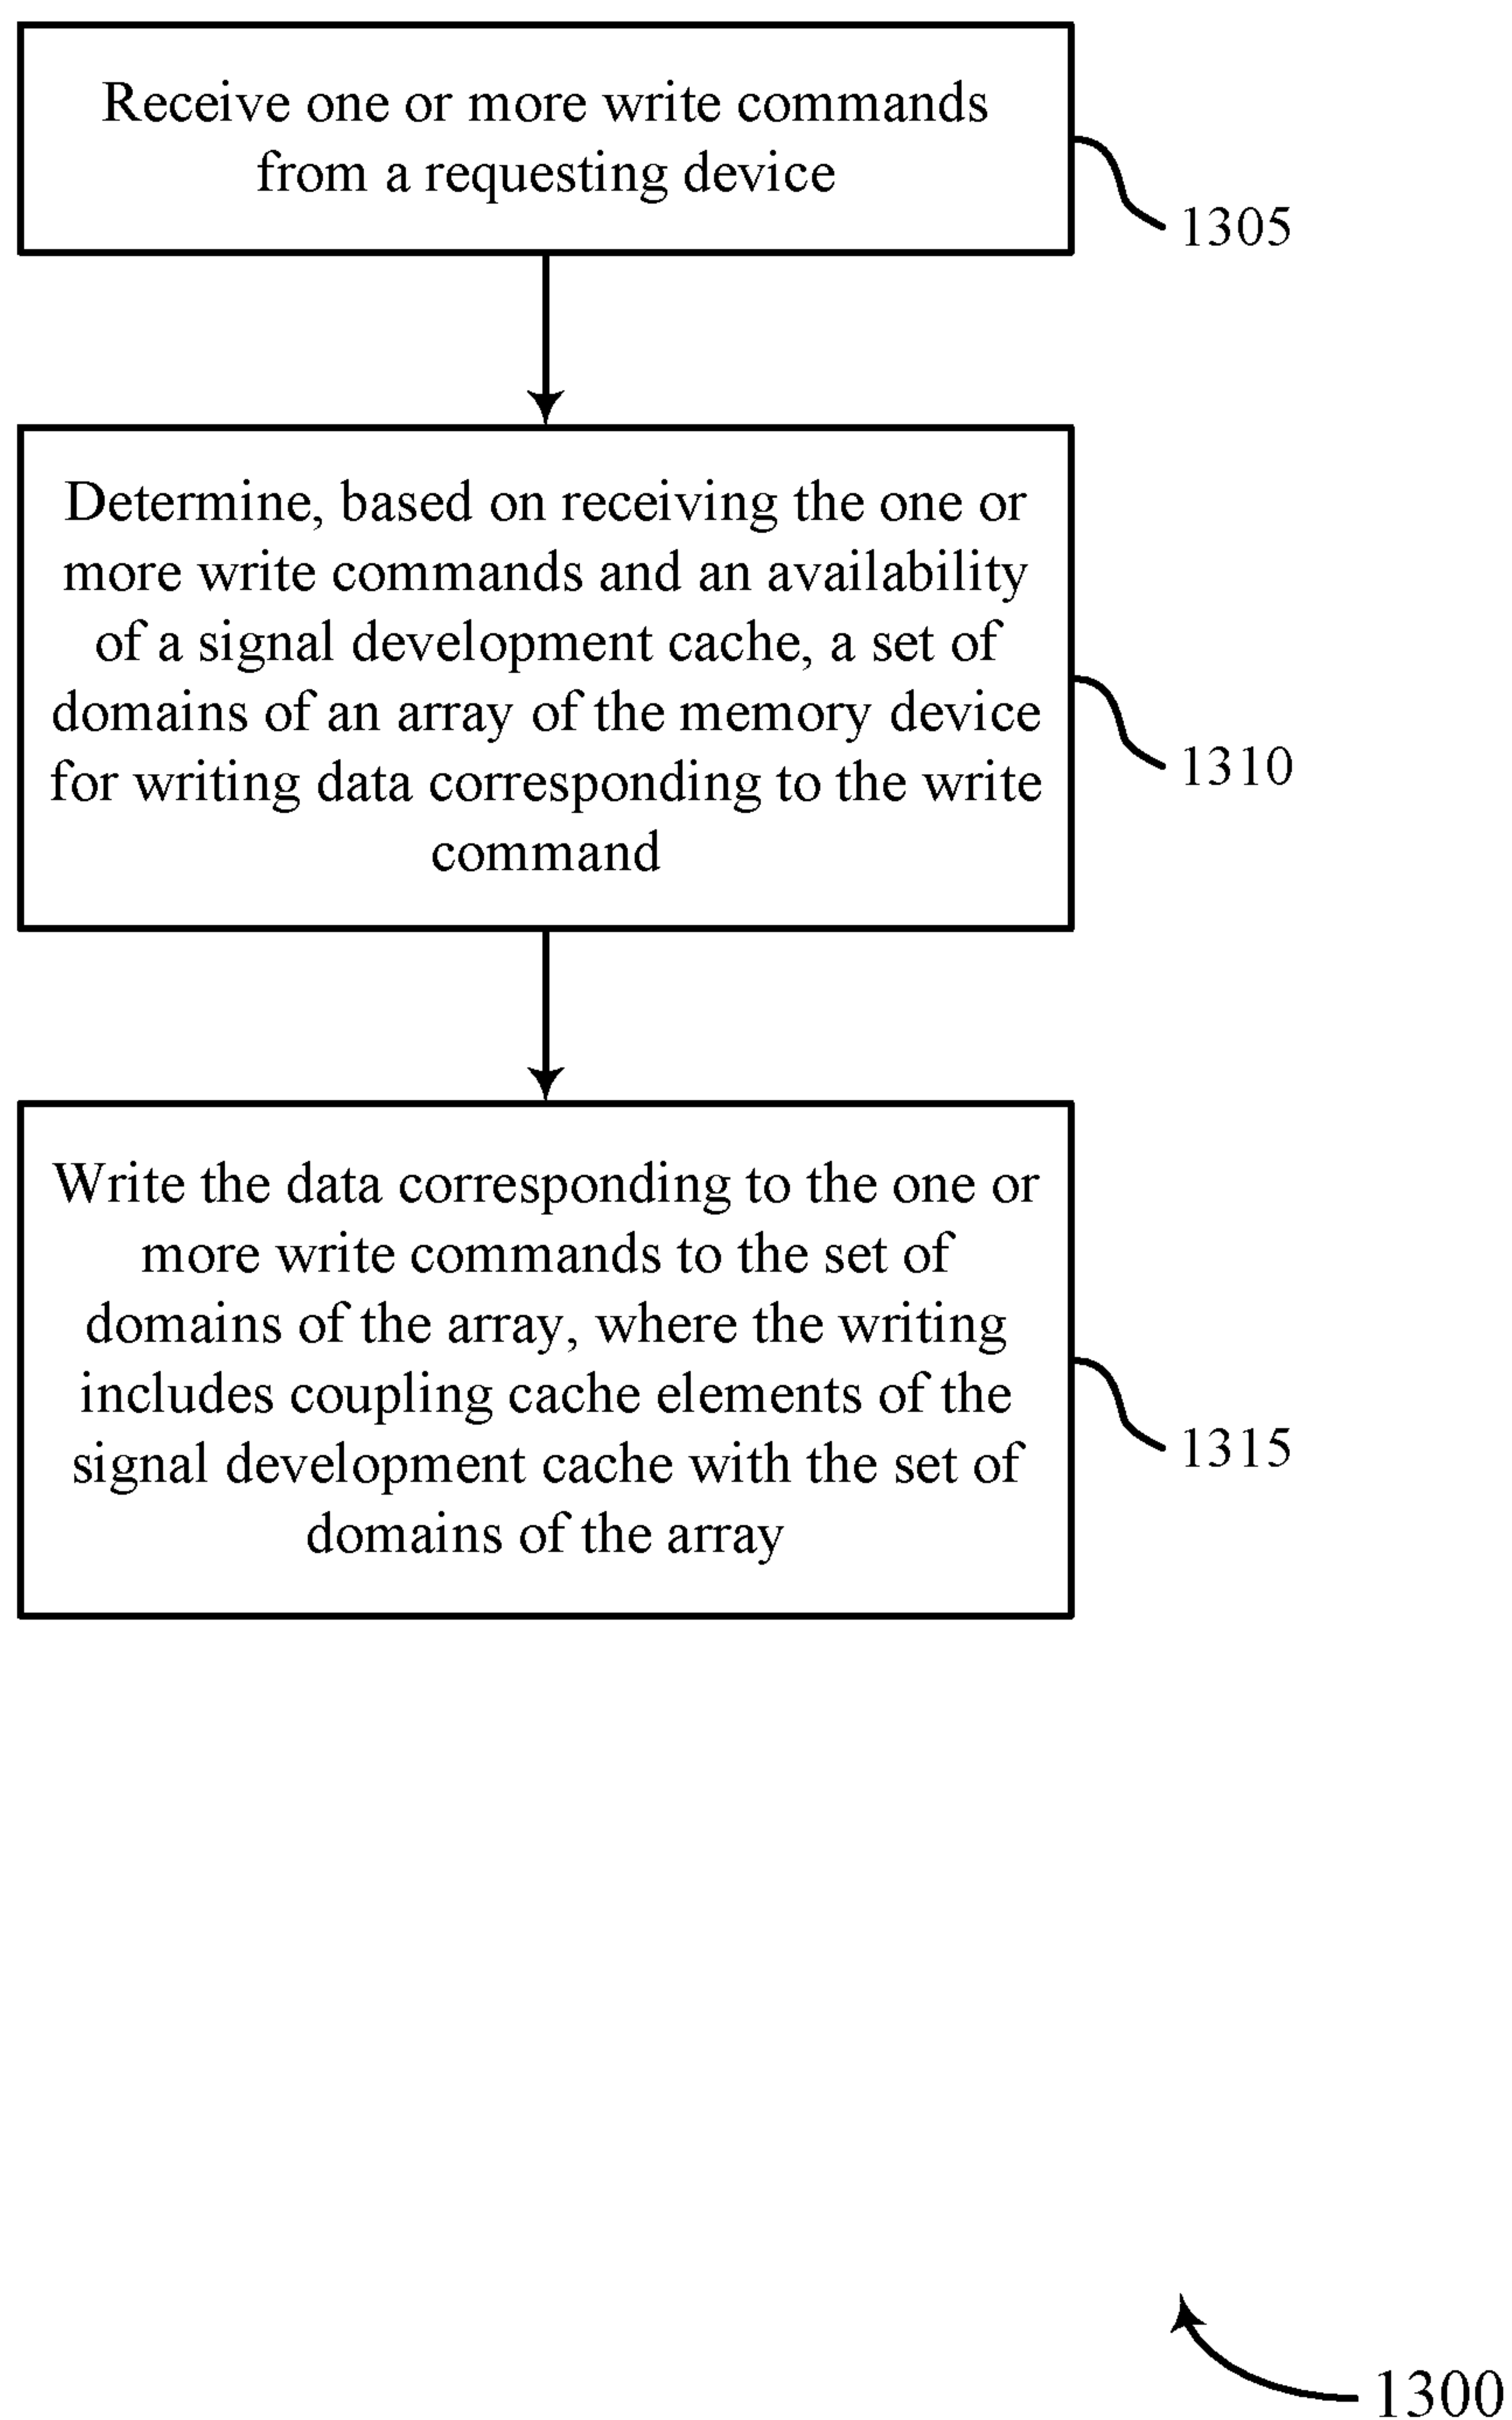 Receive one or more write commands
from a requesting device
1305
Determine, based on receiving the one or
more write commands and an availability
of a signal development cache, a set of
domains of an array of the memory device
for writing data corresponding to the write
command
1310
Write the data corresponding to the one or
more write commands to the set of
domains of the array, where the writing
includes coupling cache elements of the
signal development cache with the set of
domains of the array
1315
1300